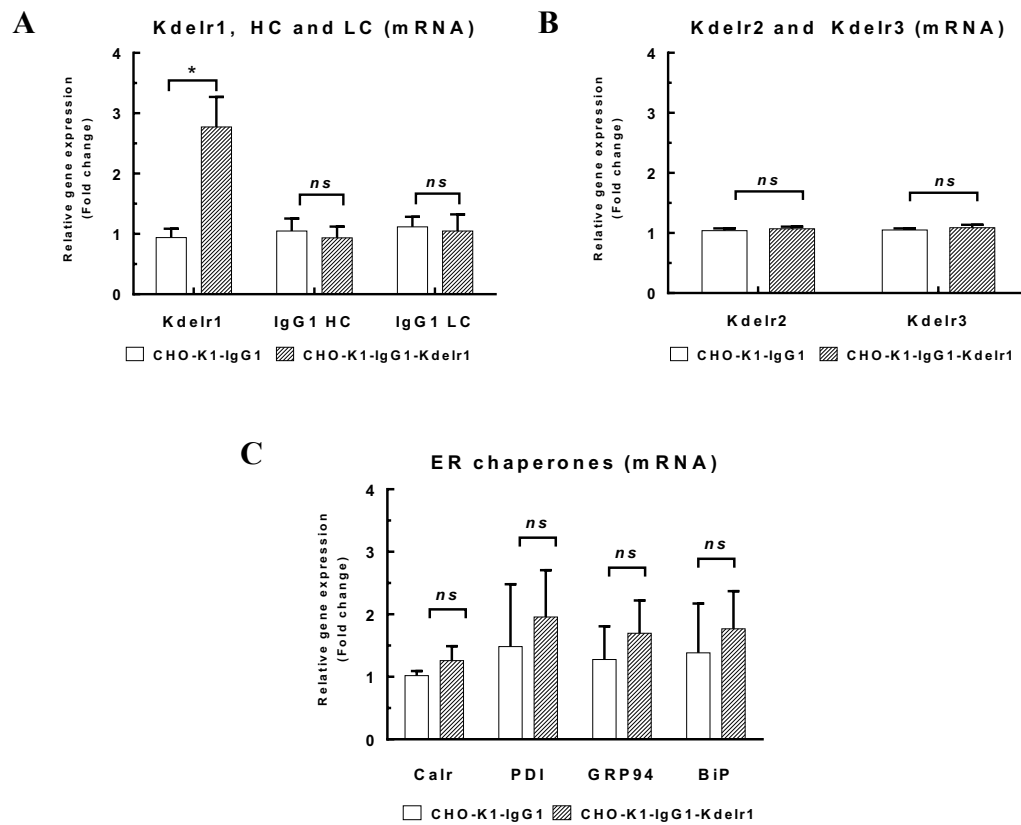 A
Kdelr1, HC and LC (mRNA)
Relative gene expression
(Fold change)
4
3
2
1
0
*
ns
ns
Kdelr1 IgG1 HC IgG1 LC
CHO-K1-IgG1 CHO-K1-IgG1-Kdelr1
B
Kdelr2 and Kdelr3 (mRNA)
Relative gene expression
(Fold change)
4
3
2
1
0
ns
ns
Kdelr2 Kdelr3
CHO-K1-IgG1 CHO-K1-IgG1-Kdelr1
C
ER chaperones (mRNA)
Relative gene expression
(Fold change)
4
3
2
1
0
ns
ns
ns
ns
Calr PDI GRP94 BiP
CHO-K1-IgG1 CHO-K1-IgG1-Kdelr1